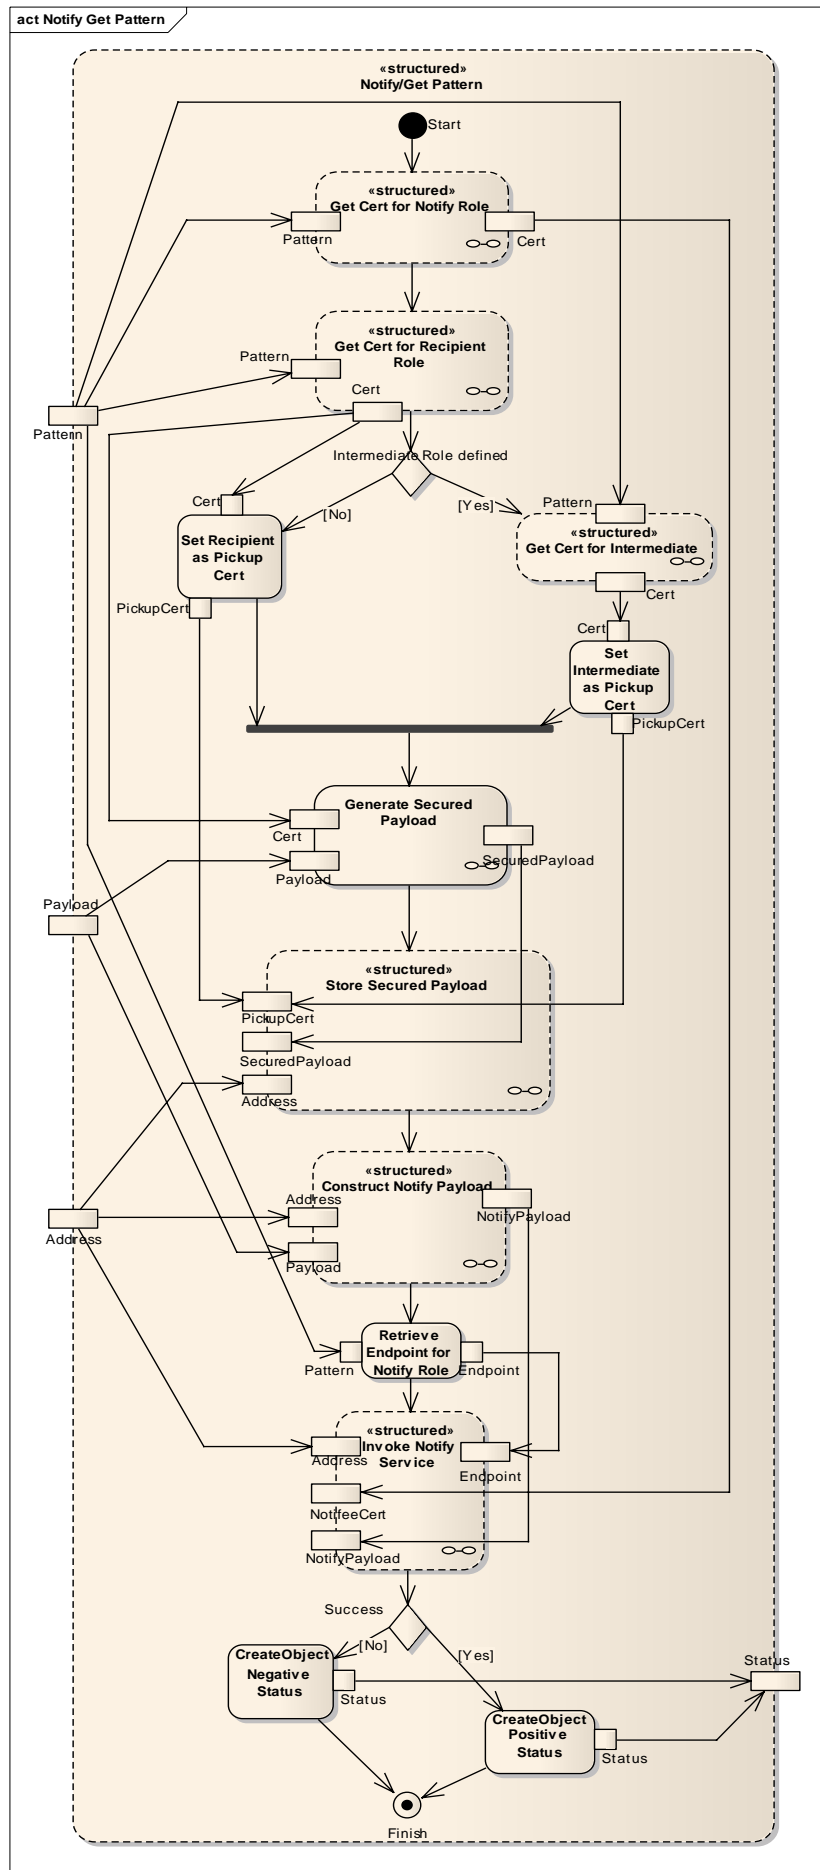 act Notify Get Pattern
«structured»
Notify/Get Pattern
Start
«structured»
Get Cert for Notify Role
Pattern
Cert
«structured»
Get Cert for Recipient
Role
Pattern
Cert
Pattern
Intermediate Role defined
[No]
[Yes]
Cert
Set Recipient
as Pickup
Cert
PickupCert
Pattern
«structured»
Get Cert for Intermediate
Cert
Cert
Set
Intermediate
as Pickup
Cert
PickupCert
Generate Secured
Payload
Cert
Payload
SecuredPayload
Payload
«structured»
Store Secured Payload
PickupCert
SecuredPayload
Address
«structured»
Construct Notify Payload
Address
NotifyPayload
Address
Payload
Retrieve
Endpoint for
Notify Role
Pattern
Endpoint
«structured»
Invoke Notify
Service
Address
Endpoint
NotifeeCert
NotifyPayload
Success
[No]
[Yes]
CreateObject
Negative
Status
Status
Status
CreateObject
Positive
Status
Status
Finish